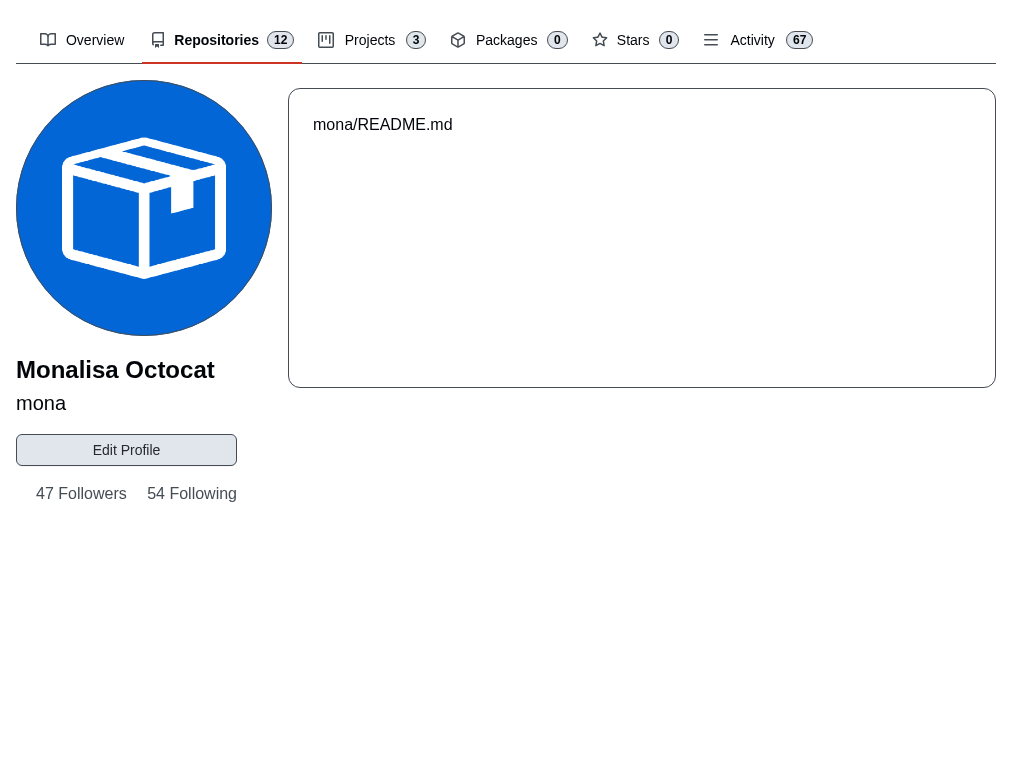 Overview Repositories 12 Projects 3 Packages 0 Stars 0 Activity 67
mona/README.md
Monalisa Octocat
mona
Edit Profile
47 Followers 54 Following